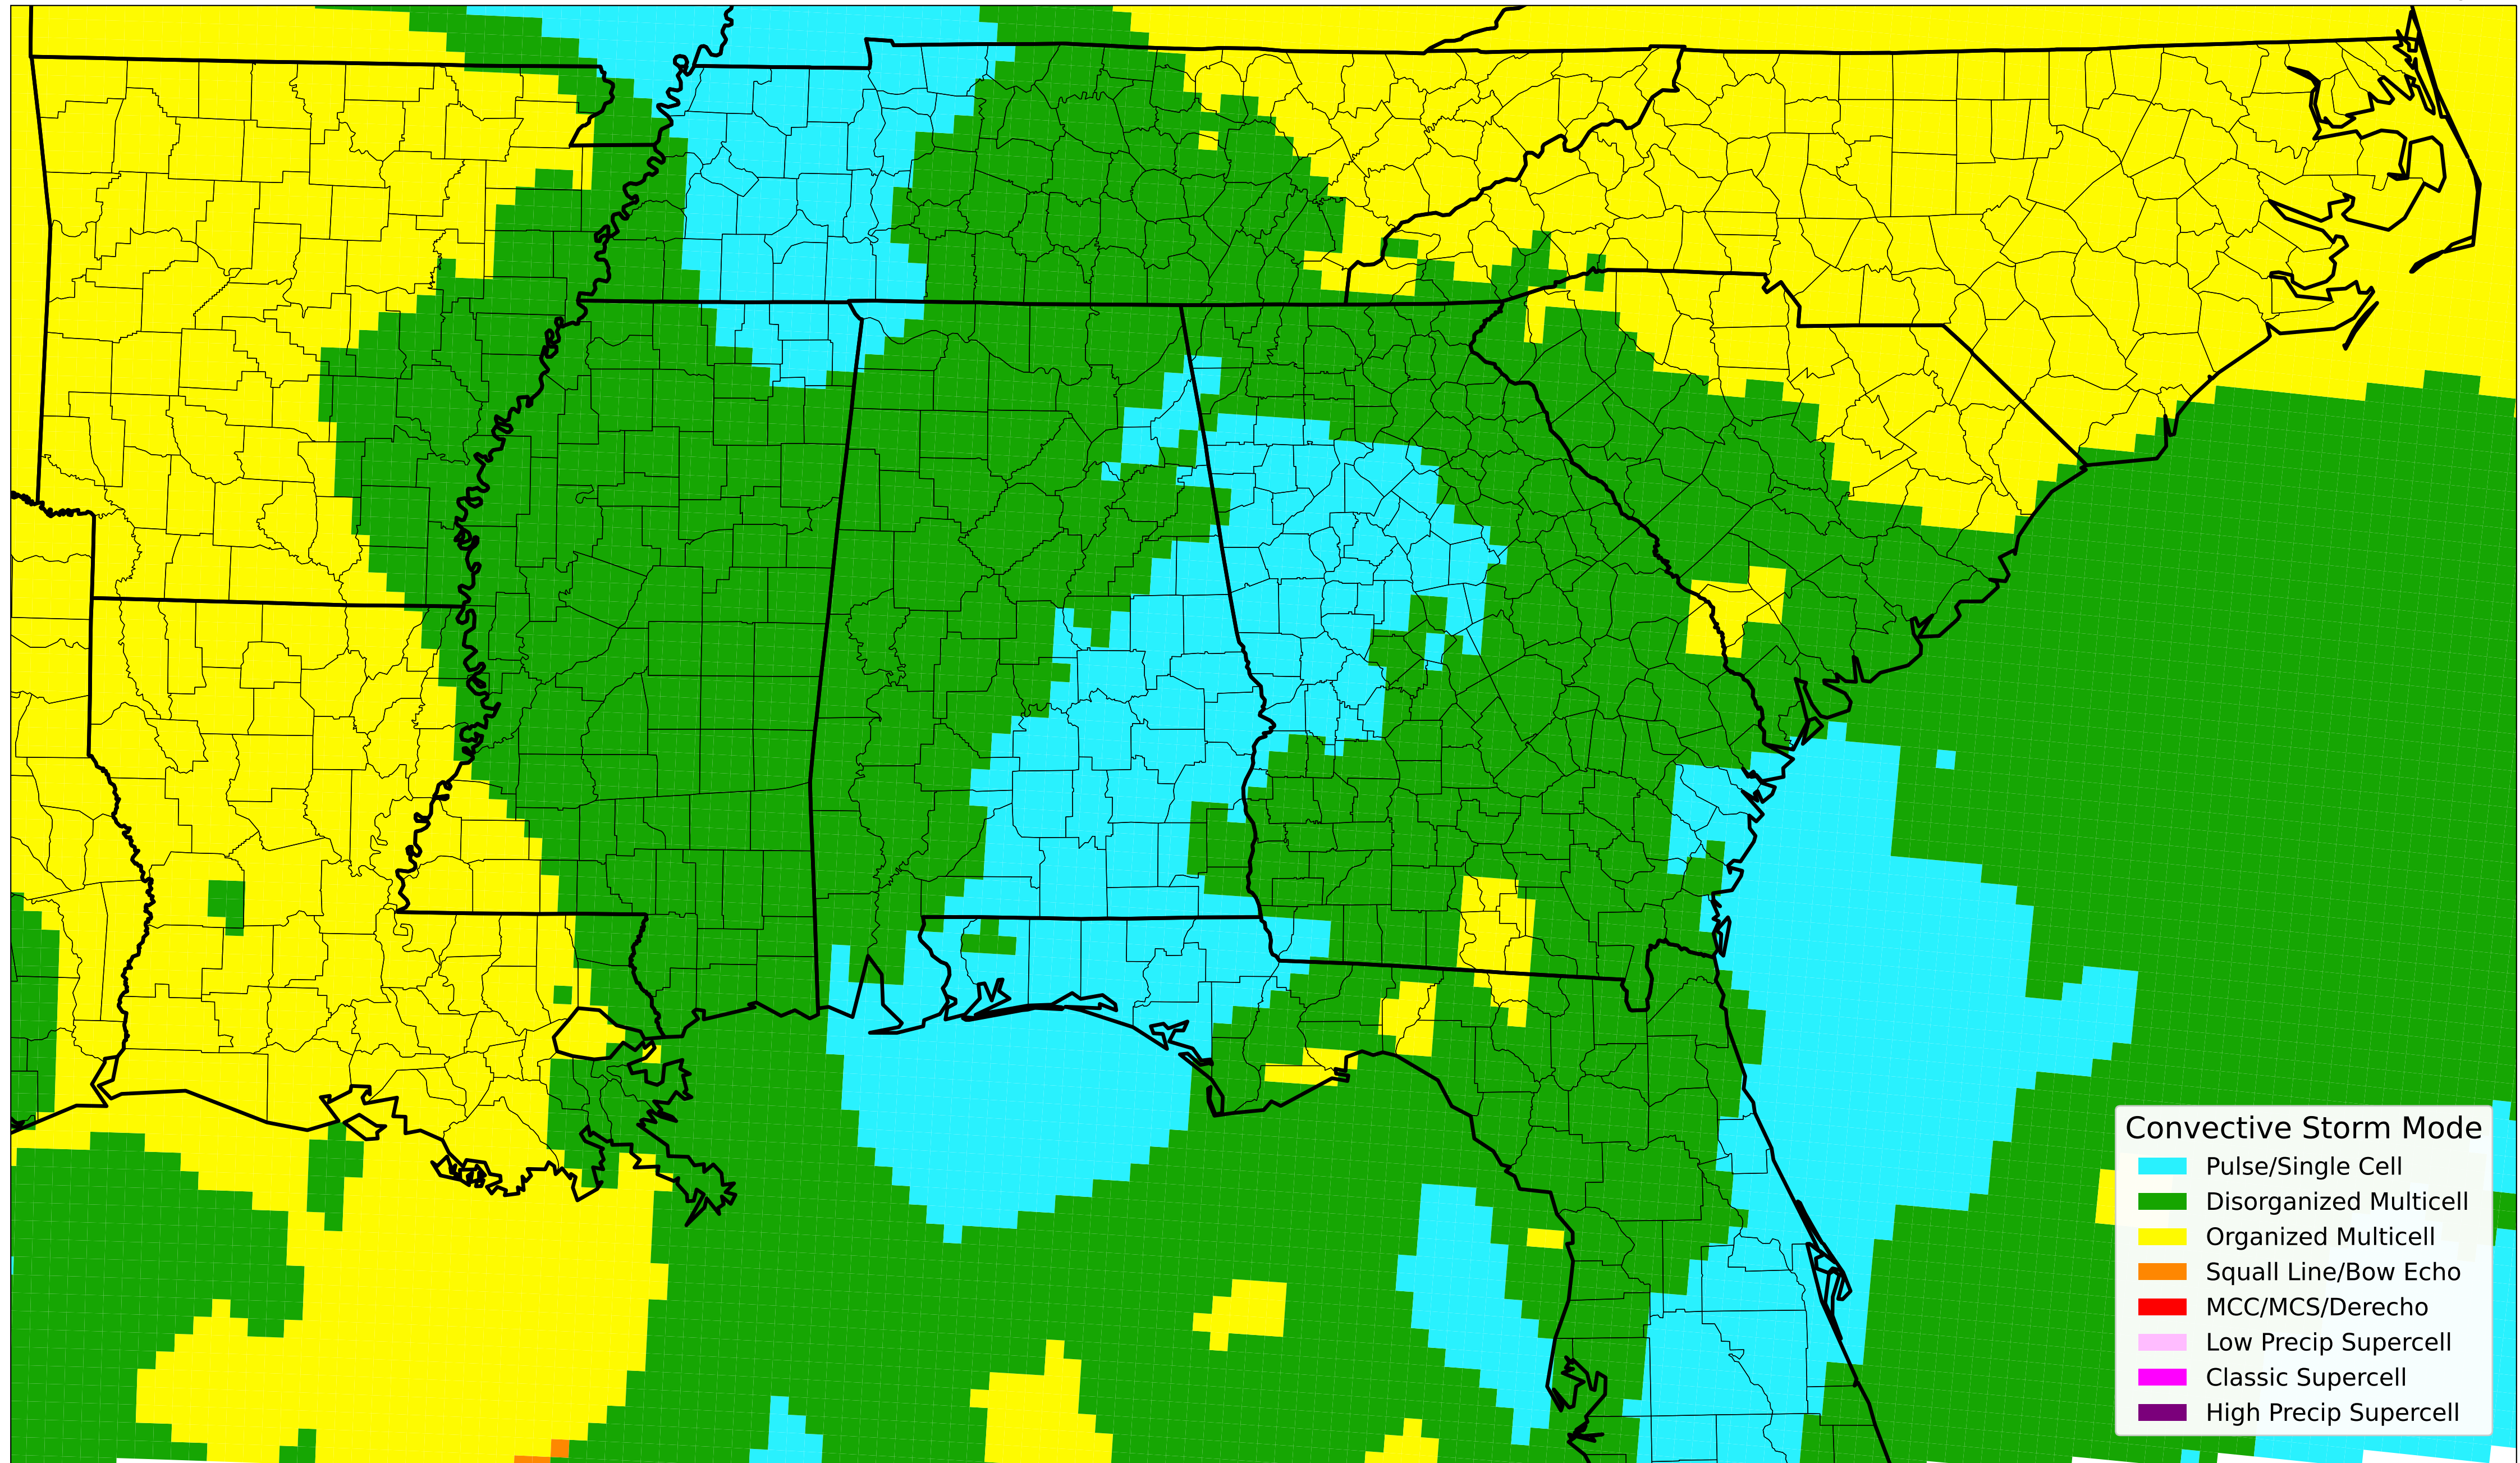 Convective Storm Mode
Pulse/Single Cell
Disorganized Multicell
Organized Multicell
Squall Line/Bow Echo
MCC/MCS/Derecho
Low Precip Supercell
Classic Supercell
High Precip Supercell